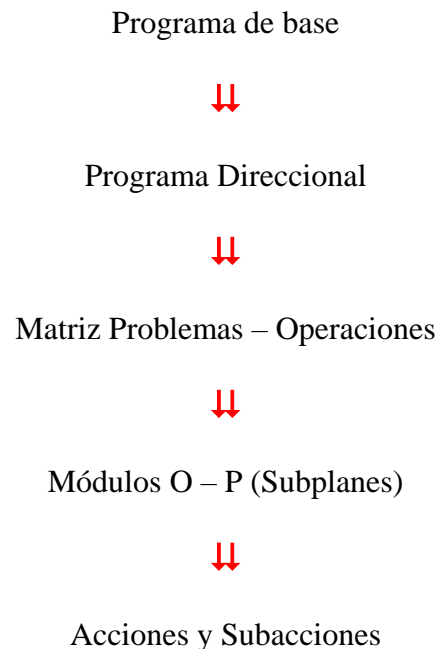 Programa de base
⇊
Programa Direccional
⇊
Matriz Problemas – Operaciones
⇊
Módulos O – P (Subplanes)
⇊
Acciones y Subacciones